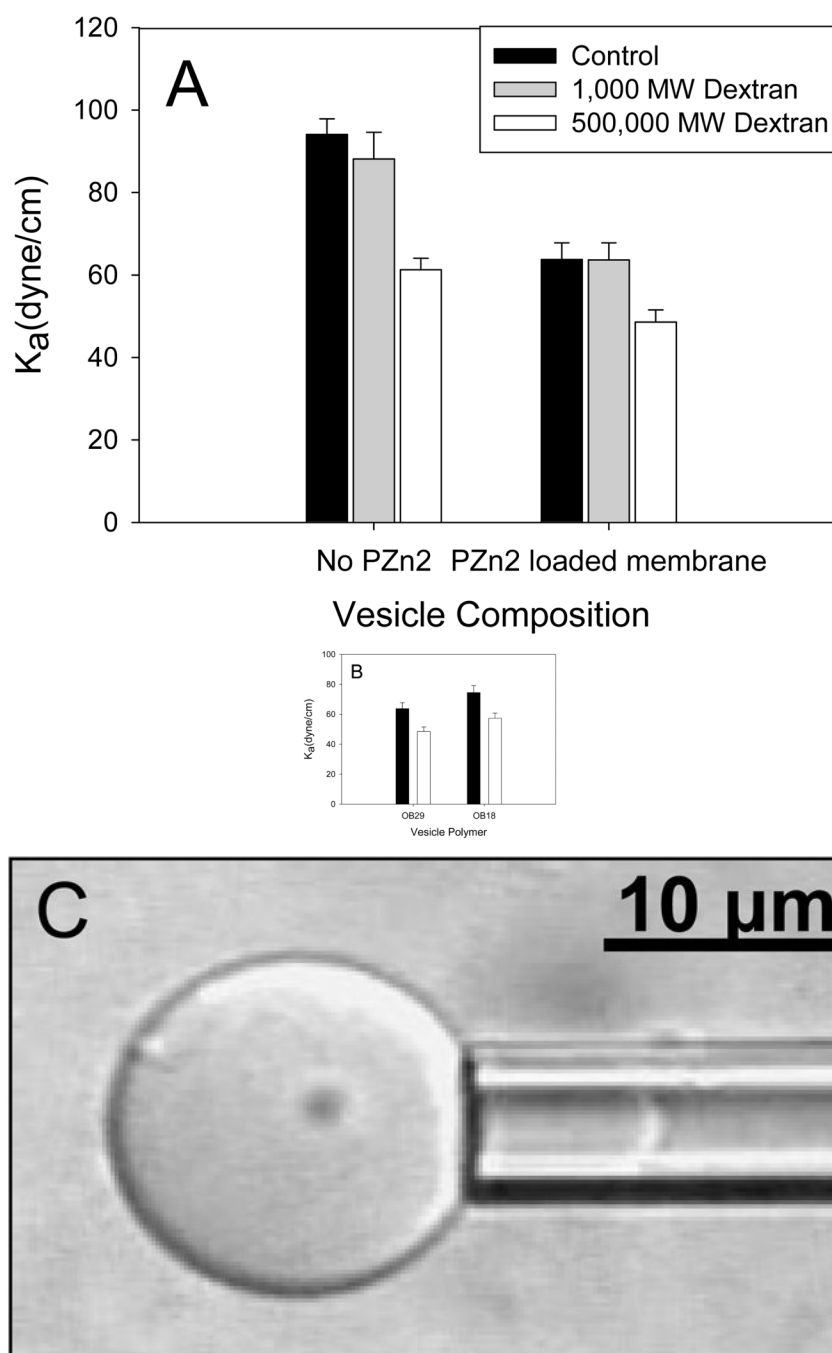 120
100
80
60
40
20
0
A
Control
1,000 MW Dextran
500,000 MW Dextran
Ka(dyne/cm)
No PZn2 PZn2 loaded membrane
Vesicle Composition
100
80
60
40
20
0
B
Ka(dyne/cm)
OB29 OB18
Vesicle Polymer
C
10 µm